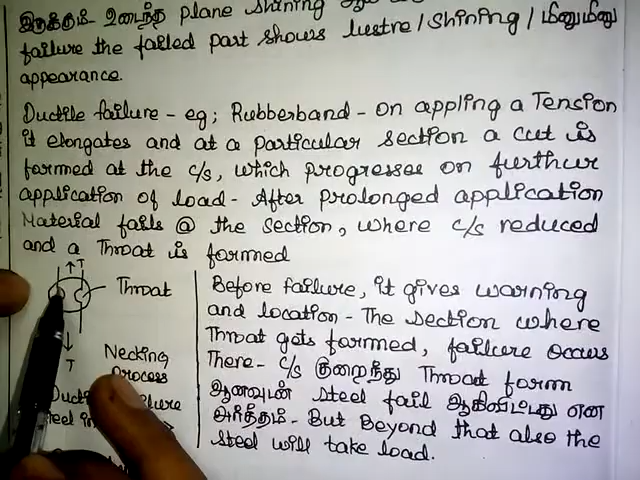 உடைந்த plane shining
failure the failed part shows lustre/shining/மினுமினு
appearance.
Ductile failure - eg; Rubberband - on appling a Tension
it elongates and at a particular section a cut is
formed at the c/s, which progresses on furthur
application of load - After prolonged application
Material fails @ the section, where c/s reduced
and a Throat is formed
↑T
Throat
↓
T
Necking
Process
Before failure, it gives warning
and location - The section where
Throat gets formed, failure occurs
There - c/s குறைந்து Throat form
ஆனவுடன் steel fail ஆகிவிட்டது என
அர்த்தம் - But Beyond that also the
steel will take load.